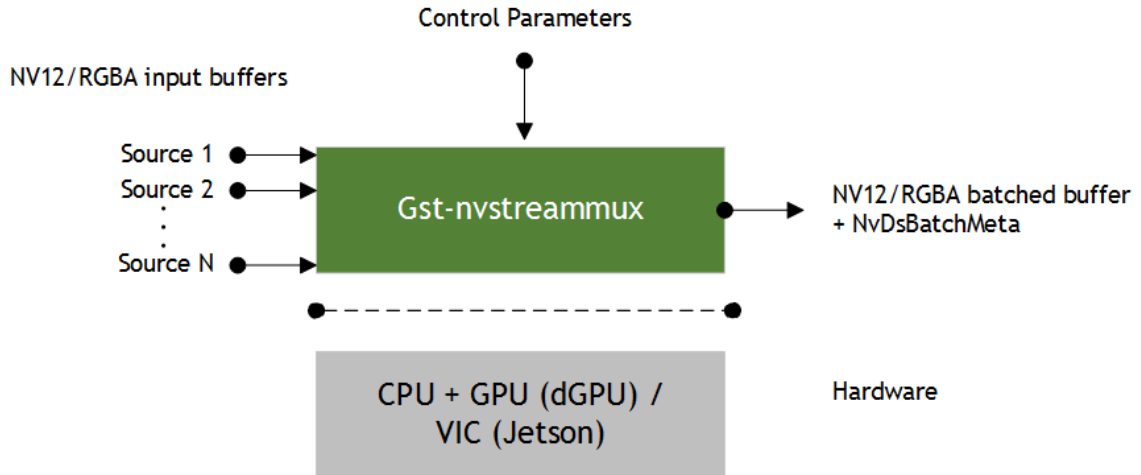 Control Parameters
NV12/RGBA input buffers
Source 1
Source 2
Source N
Gst-nvstreammux
NV12/RGBA batched buffer
+ NvDsBatchMeta
CPU + GPU (dGPU) /
VIC (Jetson)
Hardware